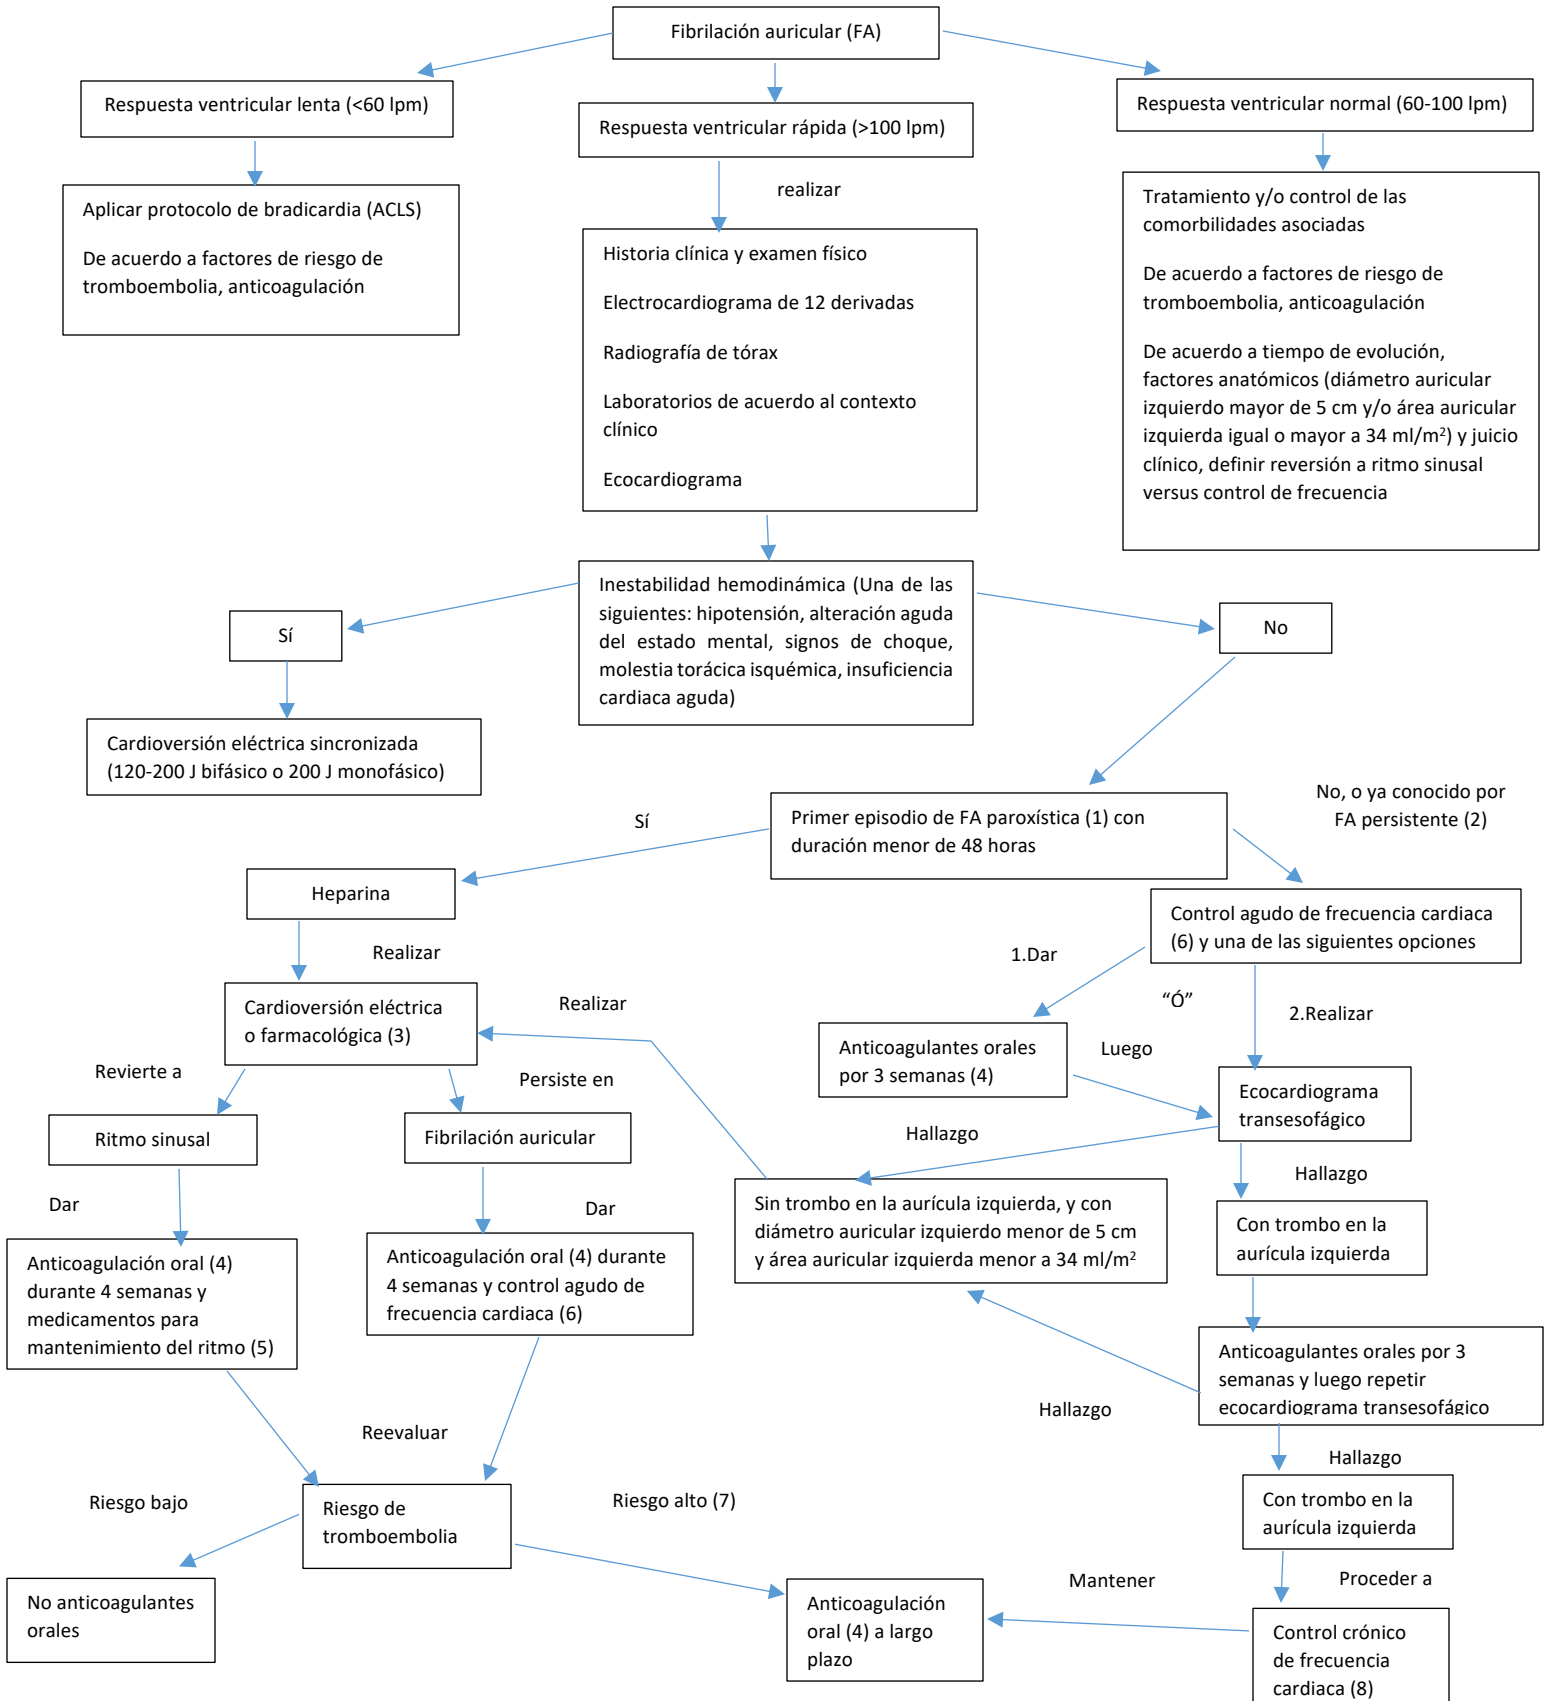 Fibrilación auricular (FA)
Respuesta ventricular lenta (<60 lpm)
Respuesta ventricular rápida (>100 lpm)
Respuesta ventricular normal (60-100 lpm)
Aplicar protocolo de bradicardia (ACLS)
De acuerdo a factores de riesgo de
tromboembolia, anticoagulación
realizar
Historia clínica y examen físico
Electrocardiograma de 12 derivadas
Radiografía de tórax
Laboratorios de acuerdo al contexto
clínico
Ecocardiograma
Tratamiento y/o control de las
comorbilidades asociadas
De acuerdo a factores de riesgo de
tromboembolia, anticoagulación
De acuerdo a tiempo de evolución,
factores anatómicos (diámetro auricular
izquierdo mayor de 5 cm y/o área auricular
izquierda igual o mayor a 34 ml/m²) y juicio
clínico, definir reversión a ritmo sinusal
versus control de frecuencia
Inestabilidad hemodinámica (Una de las
siguientes: hipotensión, alteración aguda
del estado mental, signos de choque,
molestia torácica isquémica, insuficiencia
cardiaca aguda)
Sí
No
Cardioversión eléctrica sincronizada
(120-200 J bifásico o 200 J monofásico)
Primer episodio de FA paroxística (1) con
duración menor de 48 horas
Sí
No, o ya conocido por
FA persistente (2)
Heparina
Control agudo de frecuencia cardiaca
(6) y una de las siguientes opciones
Realizar
1.Dar
“Ó”
2.Realizar
Cardioversión eléctrica
o farmacológica (3)
Realizar
Anticoagulantes orales
por 3 semanas (4)
Luego
Ecocardiograma
transesofágico
Revierte a
Persiste en
Ritmo sinusal
Fibrilación auricular
Hallazgo
Hallazgo
Dar
Dar
Sin trombo en la aurícula izquierda, y con
diámetro auricular izquierdo menor de 5 cm
y área auricular izquierda menor a 34 ml/m²
Con trombo en la
aurícula izquierda
Anticoagulación oral (4)
durante 4 semanas y
medicamentos para
mantenimiento del ritmo (5)
Anticoagulación oral (4) durante
4 semanas y control agudo de
frecuencia cardiaca (6)
Anticoagulantes orales por 3
semanas y luego repetir
ecocardiograma transesofágico
Reevaluar
Hallazgo
Hallazgo
Riesgo bajo
Riesgo de
tromboembolia
Riesgo alto (7)
Con trombo en la
aurícula izquierda
No anticoagulantes
orales
Anticoagulación
oral (4) a largo
plazo
Mantener
Proceder a
Control crónico
de frecuencia
cardiaca (8)